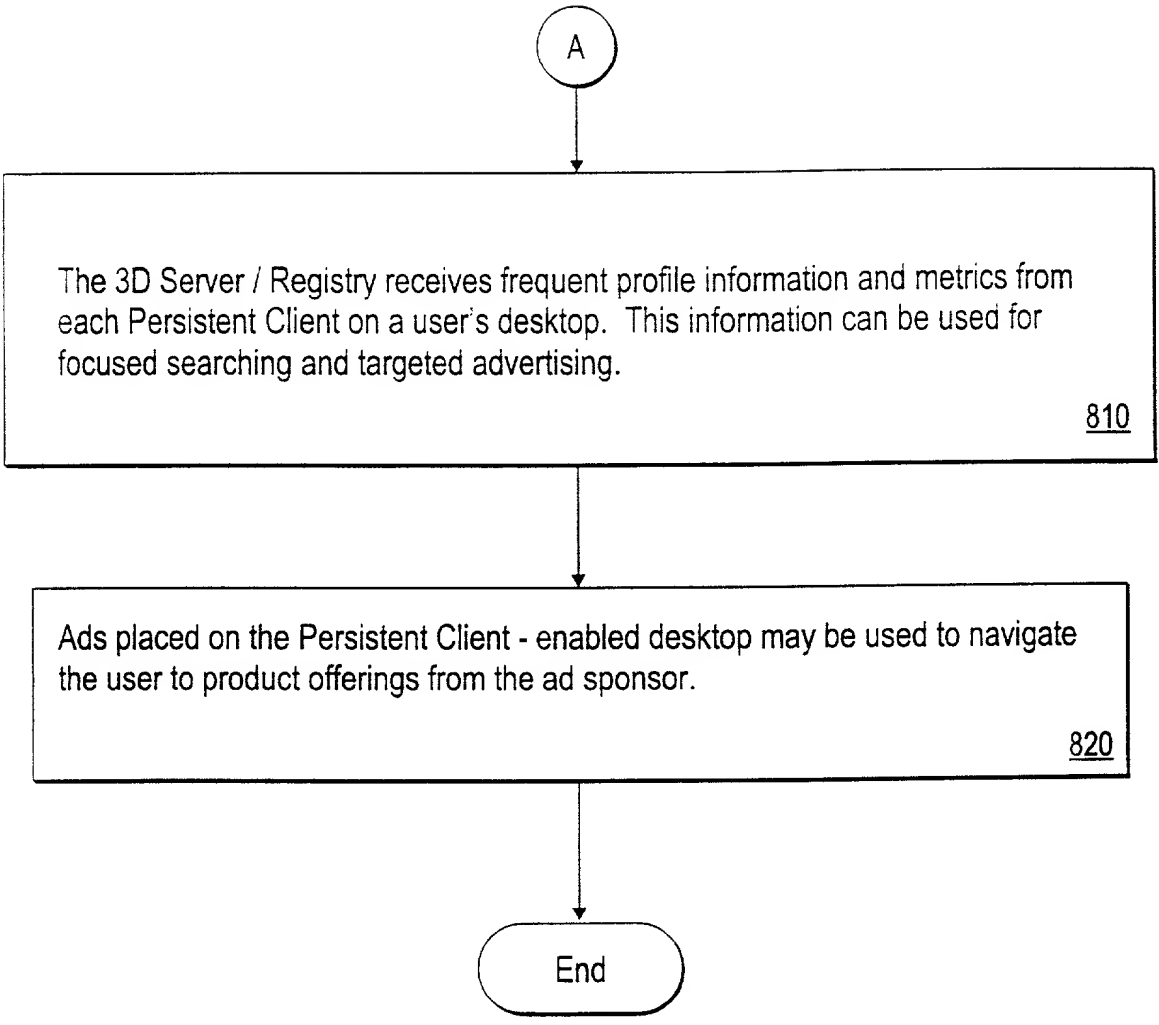 A
The 3D Server / Registry receives frequent profile information and metrics from
each Persistent Client on a user's desktop. This information can be used for
focused searching and targeted advertising.
810
Ads placed on the Persistent Client - enabled desktop may be used to navigate
the user to product offerings from the ad sponsor.
820
End